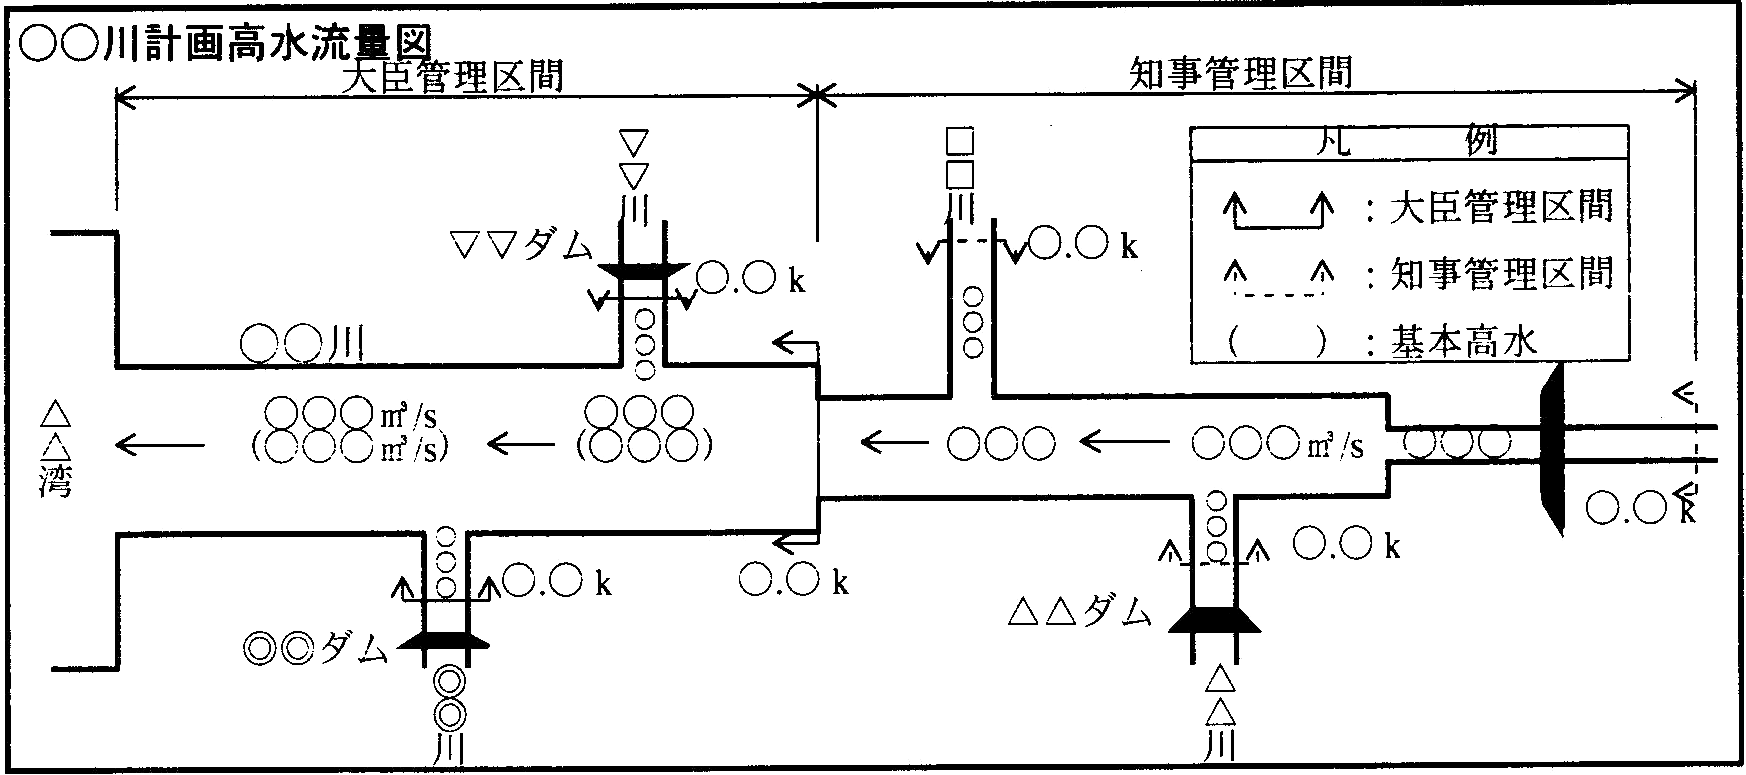 ○○川計画高水流量図
大臣管理区間
知事管理区間
凡　例
：大臣管理区間
：知事管理区間
（　）：基本高水
▽▽川
▽▽ダム
○.○k
○○○
□□川
○.○k
○○○
○○川
△△湾
○○○㎥/s
(○○○㎥/s)
○○○
(○○○)
○○○
○○○㎥/s
○○○
○.○k
○○○
○.○k
◎◎ダム
◎◎川
○.○k
○○○
○.○k
△△ダム
△△川